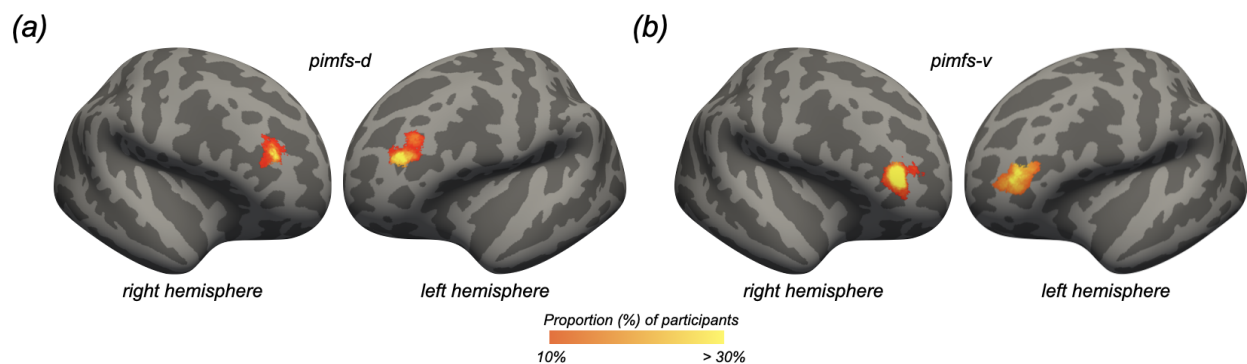 (a)
pimfs-d
right hemisphere
left hemisphere
(b)
pimfs-v
right hemisphere
left hemisphere
Proportion (%) of participants
10%
> 30%